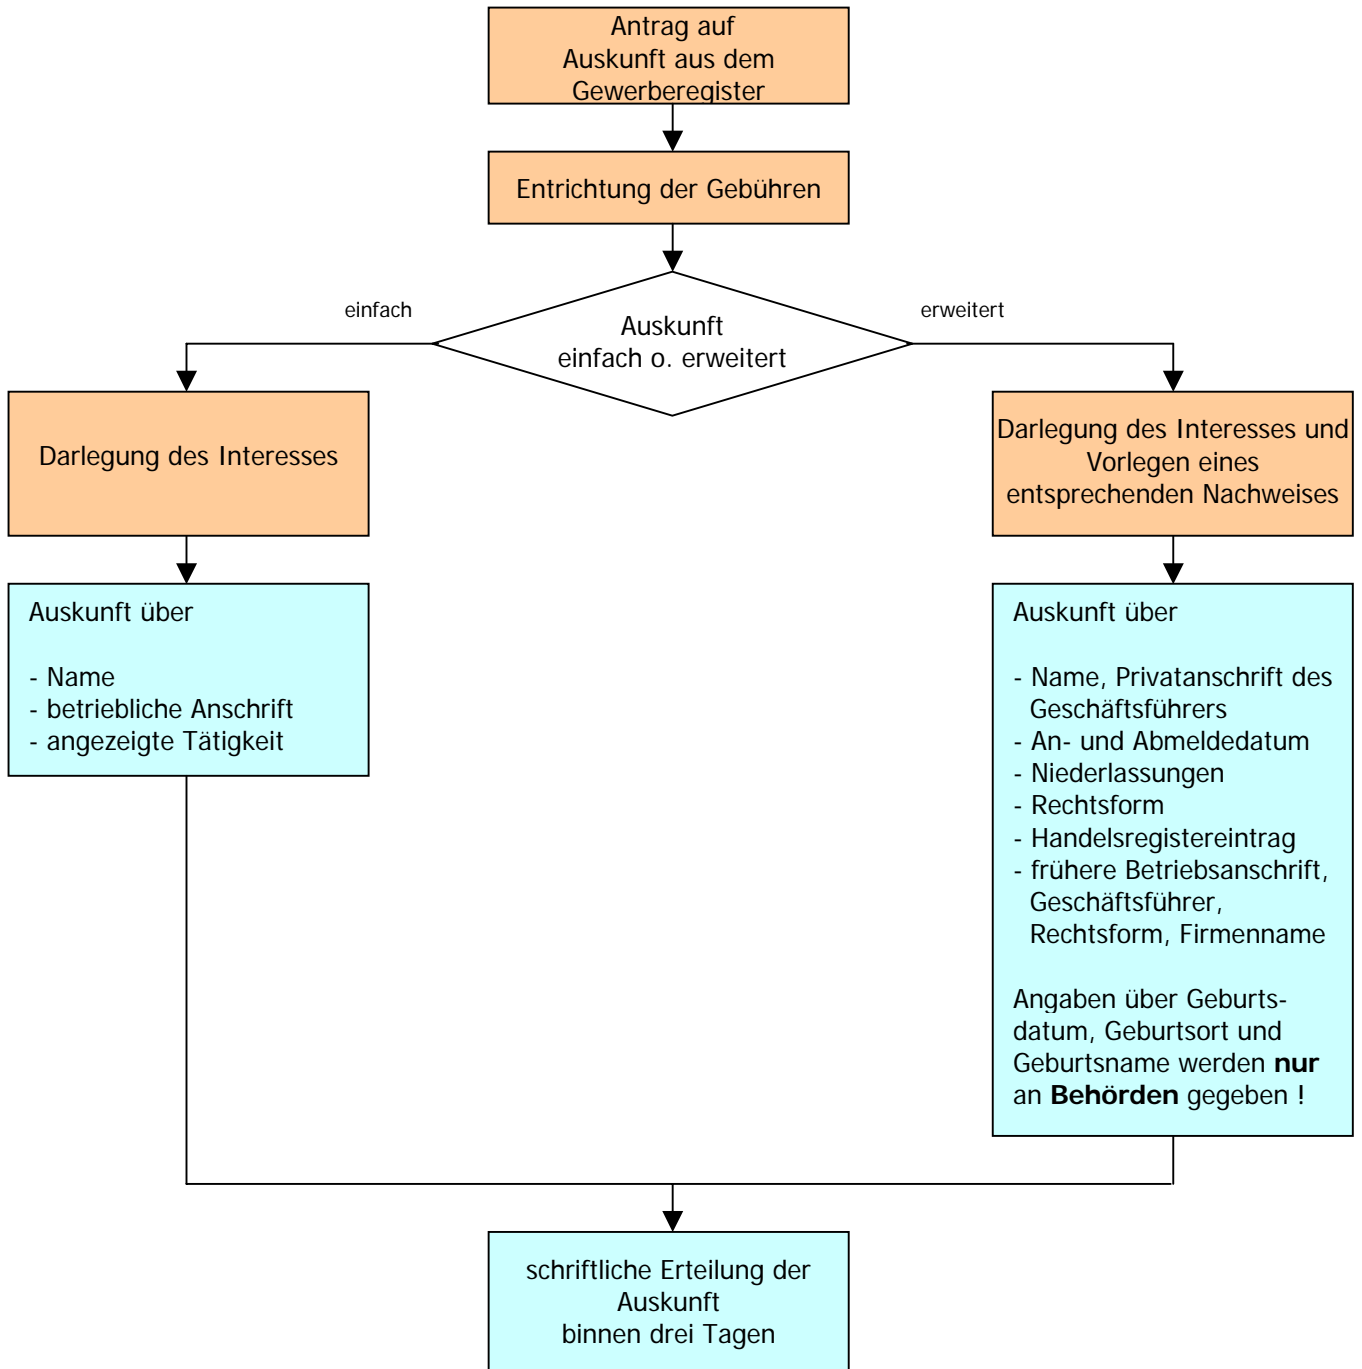 Antrag auf
Auskunft aus dem
Gewerberegister
Entrichtung der Gebühren
einfach
erweitert
Auskunft
einfach o. erweitert
Darlegung des Interesses
Darlegung des Interesses und
Vorlegen eines
entsprechenden Nachweises
Auskunft über
- Name
- betriebliche Anschrift
- angezeigte Tätigkeit
Auskunft über
- Name, Privatanschrift des
Geschäftsführers
- An- und Abmeldedatum
- Niederlassungen
- Rechtsform
- Handelsregistereintrag
- frühere Betriebsanschrift,
Geschäftsführer,
Rechtsform, Firmenname
Angaben über Geburts-
datum, Geburtsort und
Geburtsname werden nur
an Behörden gegeben !
schriftliche Erteilung der
Auskunft
binnen drei Tagen